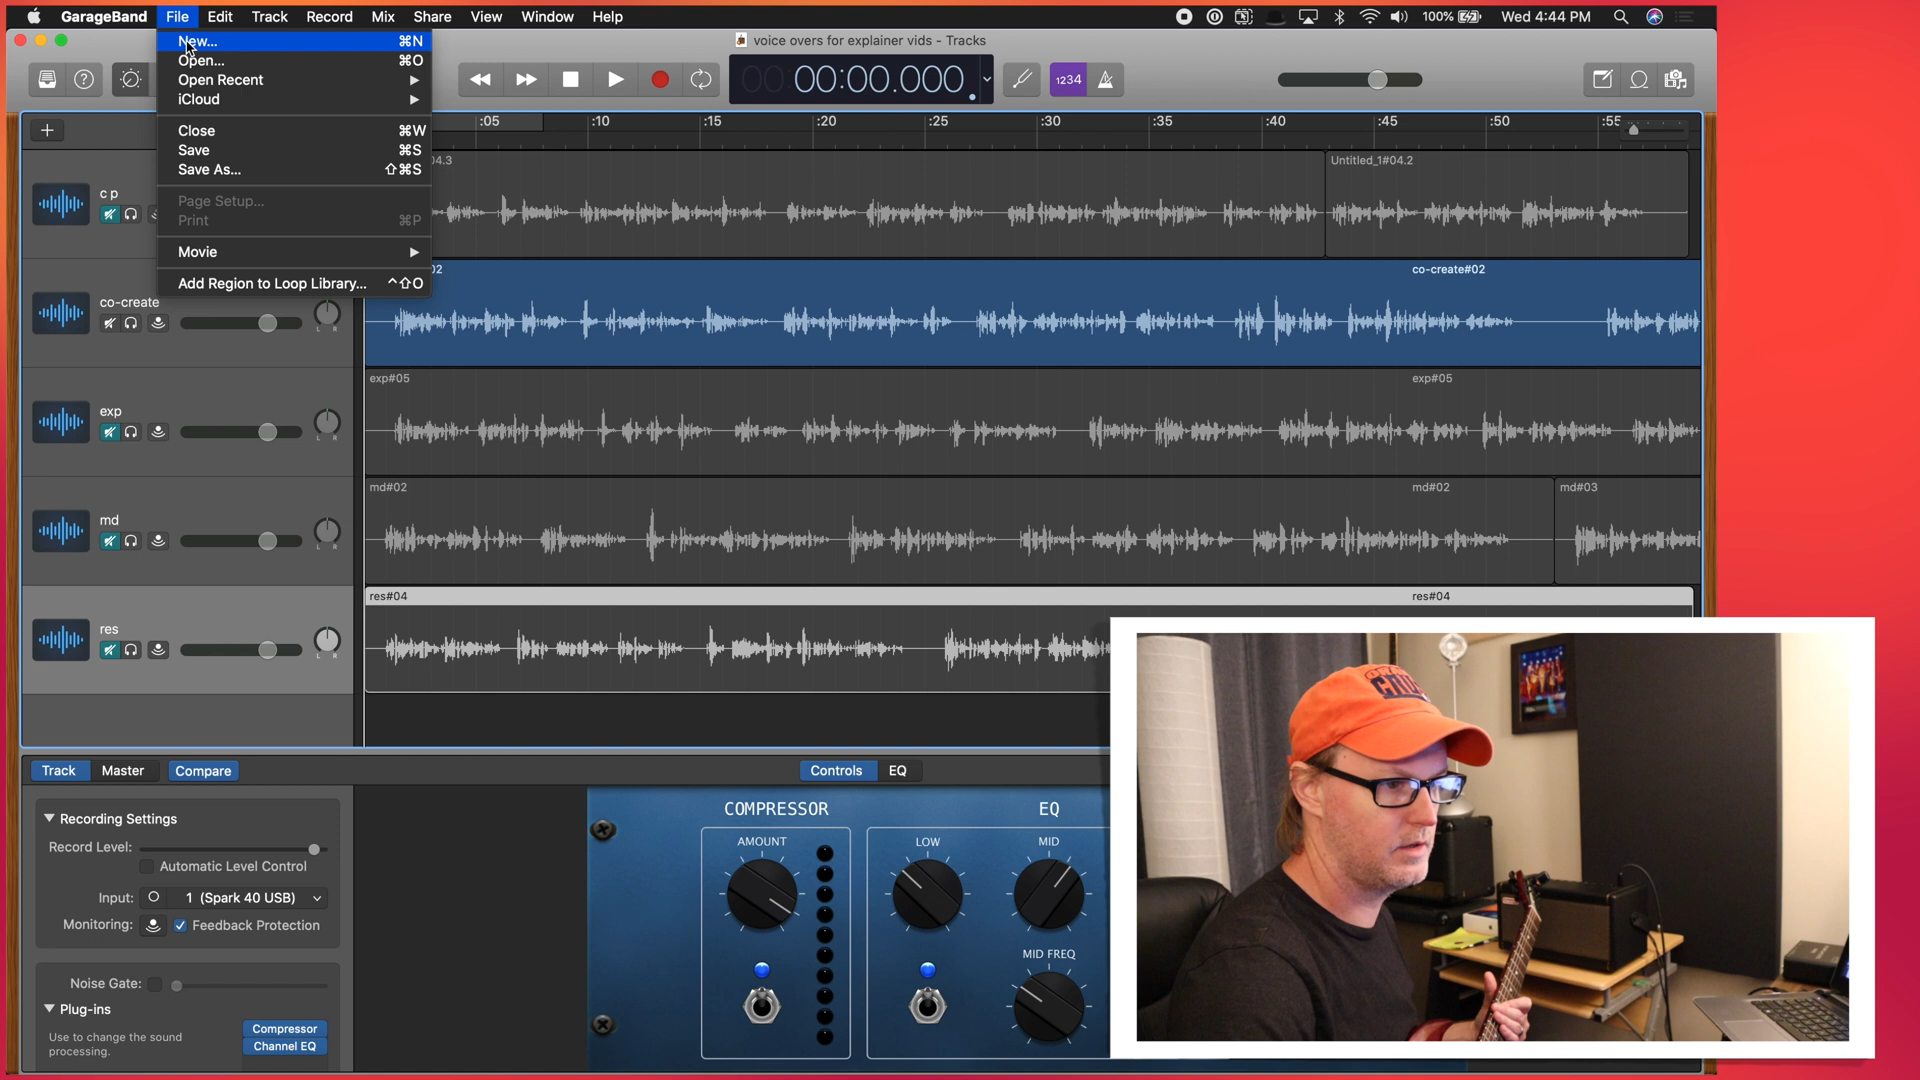 GarageBand File Edit Track Record Mix Share View Window Help
100% Wed 4:44 PM
voice overs for explainer vids - Tracks
New... ⌘N
Open... ⌘O
Open Recent
iCloud
Close ⌘W
Save ⌘S
Save As... ⇧⌘S
Page Setup...
Print ⌘P
Movie
Add Region to Loop Library... ^⇧O
00:00.000
1234
:05 :10 :15 :20 :25 :30 :35 :40 :45 :50 :55
c p
04.3
Untitled_1#04.2
co-create
L R
02
co-create#02
exp
L R
exp#05
exp#05
md
L R
md#02
md#02
md#03
res
L R
res#04
res#04
Track Master Compare
Controls EQ
Recording Settings
Record Level:
Automatic Level Control
Input: 1 (Spark 40 USB)
Monitoring: Feedback Protection
Noise Gate:
Plug-ins
Use to change the sound
processing.
Compressor
Channel EQ
COMPRESSOR
AMOUNT
EQ
LOW
MID
MID FREQ